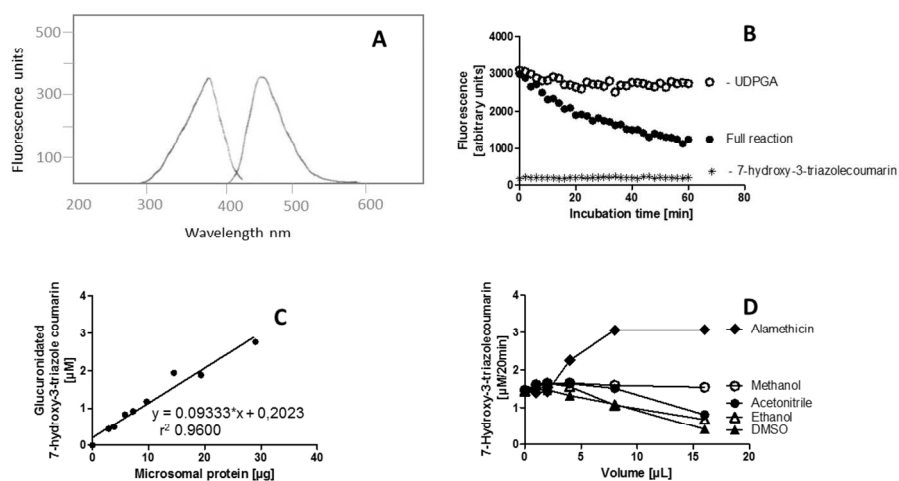 A
Fluorescence units
500
300
100
200
300
400
500
600
Wavelength nm
B
Fluorescence
[arbitrary units]
4000
3000
2000
1000
0
0
20
40
60
80
Incubation time [min]
- UDPGA
Full reaction
- 7-hydroxy-3-triazolecoumarin
C
Glucuronidated
7-hydroxy-3-triazole coumarin
[µM]
4
3
2
1
0
0
10
20
30
40
Microsomal protein [µg]
y = 0.09333*x + 0,2023
r² 0.9600
D
7-Hydroxy-3-triazolecoumarin
[µM/20min]
4
3
2
1
0
0
5
10
15
20
Volume [µL]
Alamethicin
Methanol
Acetonitrile
Ethanol
DMSO